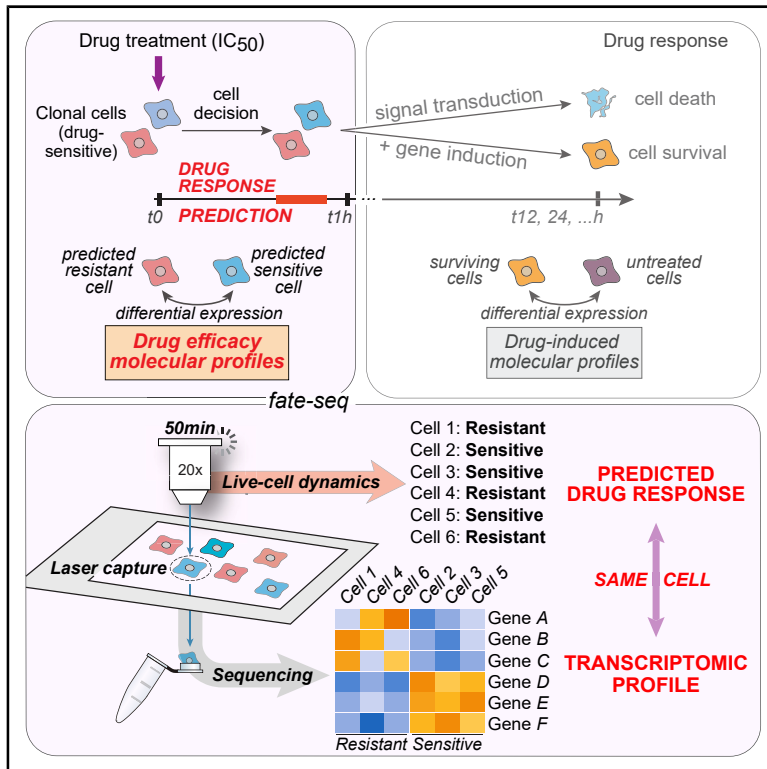 Drug treatment (IC50)
Clonal cells
(drug-
sensitive)
cell
decision
DRUG
RESPONSE
PREDICTION
t0
t1h
predicted
resistant
cell
predicted
sensitive
cell
differential expression
Drug efficacy
molecular profiles
Drug response
signal transduction
+ gene induction
cell death
cell survival
...
t12, 24, ...h
surviving
cells
untreated
cells
differential expression
Drug-induced
molecular profiles
fate-seq
50min
20x
Live-cell dynamics
Laser capture
Sequencing
Cell 1: Resistant
Cell 2: Sensitive
Cell 3: Sensitive
Cell 4: Resistant
Cell 5: Sensitive
Cell 6: Resistant
Cell 1
Cell 4
Cell 6
Cell 2
Cell 3
Cell 5
Gene A
Gene B
Gene C
Gene D
Gene E
Gene F
Resistant Sensitive
PREDICTED
DRUG RESPONSE
SAME CELL
TRANSCRIPTOMIC
PROFILE